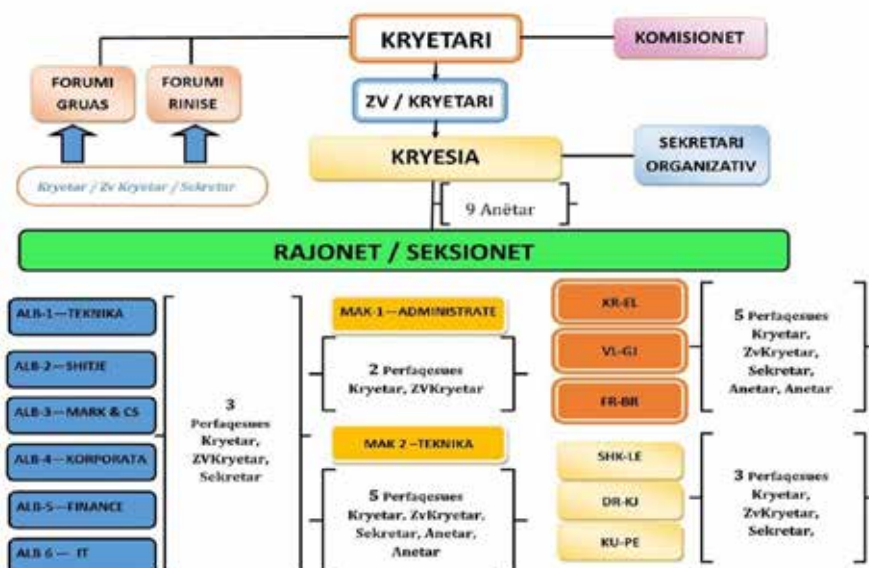 KRYETARI
KOMISIONET
FORUMI
GRUAS
FORUMI
RINISE
ZV / KRYETARI
KRYESIA
SEKRETARI
ORGANIZATIV
Kryetar / Zv Kryetar / Sekretar
9 Anëtar
RAJONET / SEKSIONET
ALB-1—TEKNIKA
ALB-2—SHITJE
ALB-3—MARK & CS
ALB-4—KORPORATA
ALB-5—FINANCE
ALB 6 — IT
3
Perfaqesues
Kryetar,
ZVKryetar,
Sekretar
MAK-1—ADMINISTRATE
2 Perfaqesues
Kryetar, ZVKryetar
MAK 2 –TEKNIKA
5 Perfaqesues
Kryetar, ZvKryetar,
Sekretar, Anetar,
Anetar
KR-EL
VL-GJ
FR-BR
5 Perfaqesues
Kryetar,
ZvKryetar,
Sekretar,
Anetar, Anetar
SHK-LE
DR-KJ
KU-PE
3 Perfaqesues
Kryetar,
ZvKryetar,
Sekretar,